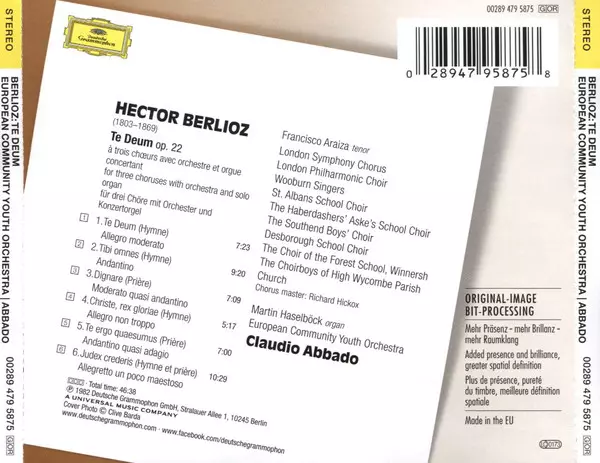 STEREO
BERLIOZ: TE DEUM
EUROPEAN COMMUNITY YOUTH ORCHESTRA | ABBADO
00289 479 5875 GOR
Deutsche
Grammophon
00289 479 5875 GOR
0 28947 95875 8
HECTOR BERLIOZ
(1803–1869)
Te Deum op. 22
à trois chœurs avec orchestre et orgue
concertant
for three choruses with orchestra and solo
organ
für drei Chöre mit Orchester und
Konzertorgel
1 1. Te Deum (Hymne)
Allegro moderato 7:23
2 2. Tibi omnes (Hymne)
Andantino 9:20
3 3. Dignare (Prière)
Moderato quasi andantino 7:09
4 4. Christe, rex gloriae (Hymne)
Allegro non troppo 5:17
5 5. Te ergo quaesumus (Prière)
Andantino quasi adagio 7:00
6 6. Judex crederis (Hymne et prière)
Allegretto un poco maestoso 10:29
Francisco Araiza tenor
London Symphony Chorus
London Philharmonic Choir
Wooburn Singers
St. Albans School Choir
The Haberdashers' Aske's School Choir
The Southend Boys' Choir
Desborough School Choir
The Choir of the Forest School, Winnersh
The Choirboys of High Wycombe Parish
Church
Chorus master: Richard Hickox
Martin Haselböck organ
European Community Youth Orchestra
Claudio Abbado
DDD · Total time: 46:38
℗ 1982 Deutsche Grammophon GmbH, Stralauer Allee 1, 10245 Berlin
A UNIVERSAL MUSIC COMPANY
Cover Photo © Clive Barda
www.deutschegrammophon.com · www.facebook.com/deutschegrammophon
ORIGINAL-IMAGE
BIT-PROCESSING
Mehr Präsenz – mehr Brillanz –
mehr Raumklang
Added presence and brilliance,
greater spatial definition
Plus de présence, pureté
du timbre, meilleure définition
spatiale
Made in the EU
LC 0173
STEREO
BERLIOZ: TE DEUM
EUROPEAN COMMUNITY YOUTH ORCHESTRA | ABBADO
00289 479 5875 GOR